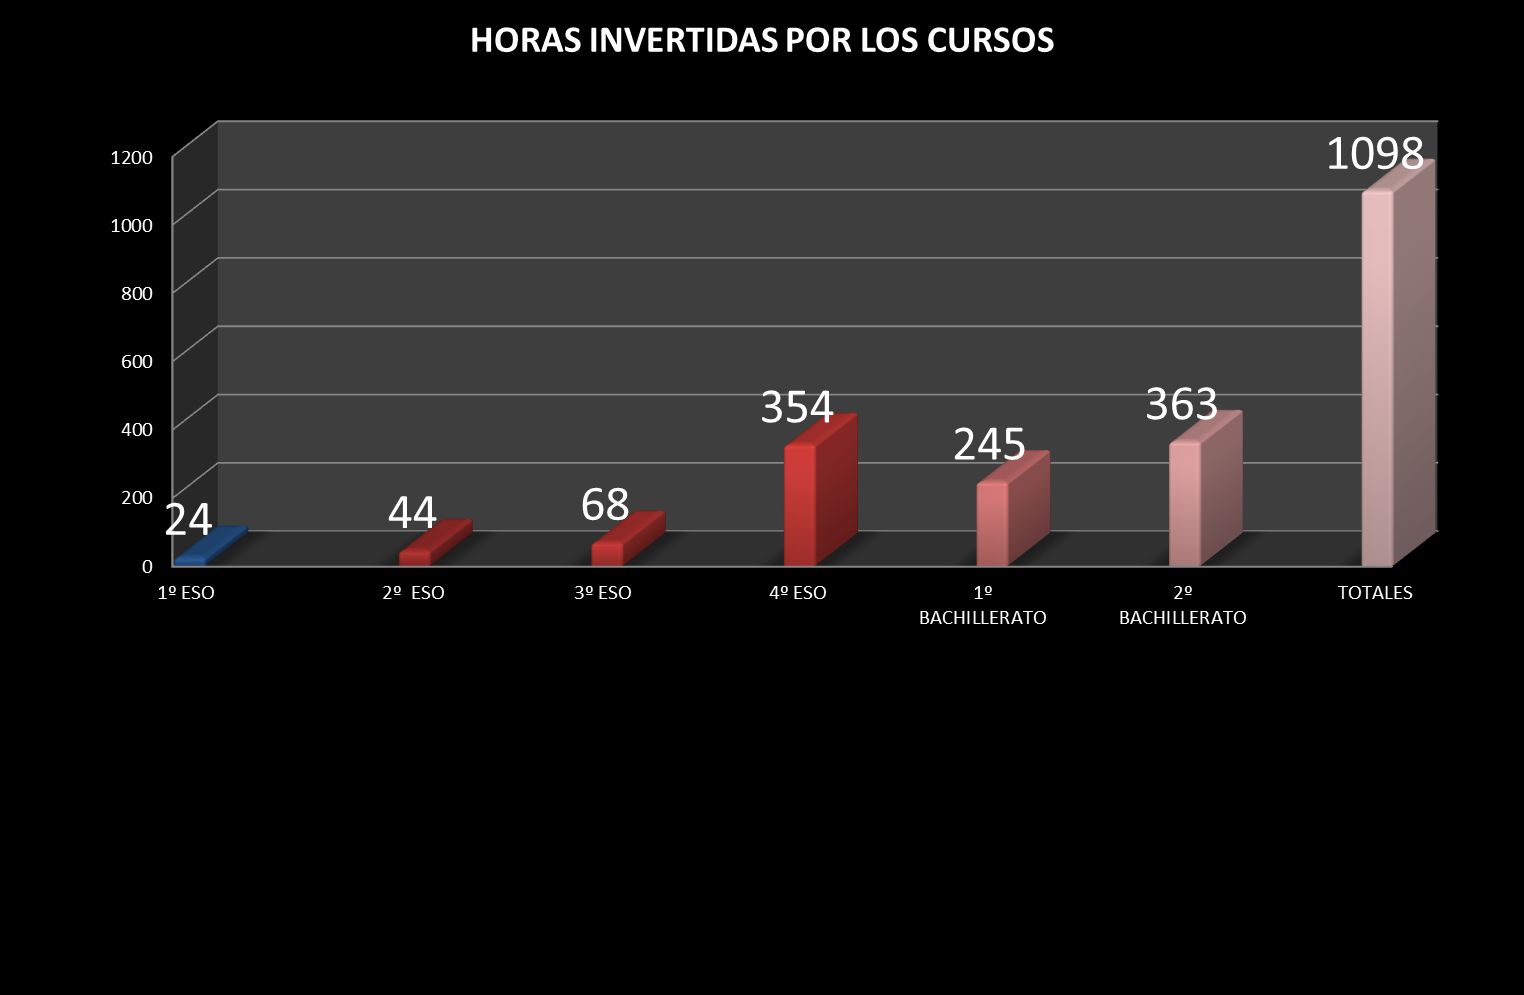 HORAS INVERTIDAS POR LOS CURSOS
1200
1000
800
600
400
200
0
24
44
68
354
245
363
1098
1º ESO
2º  ESO
3º ESO
4º ESO
1º
BACHILLERATO
2º
BACHILLERATO
TOTALES